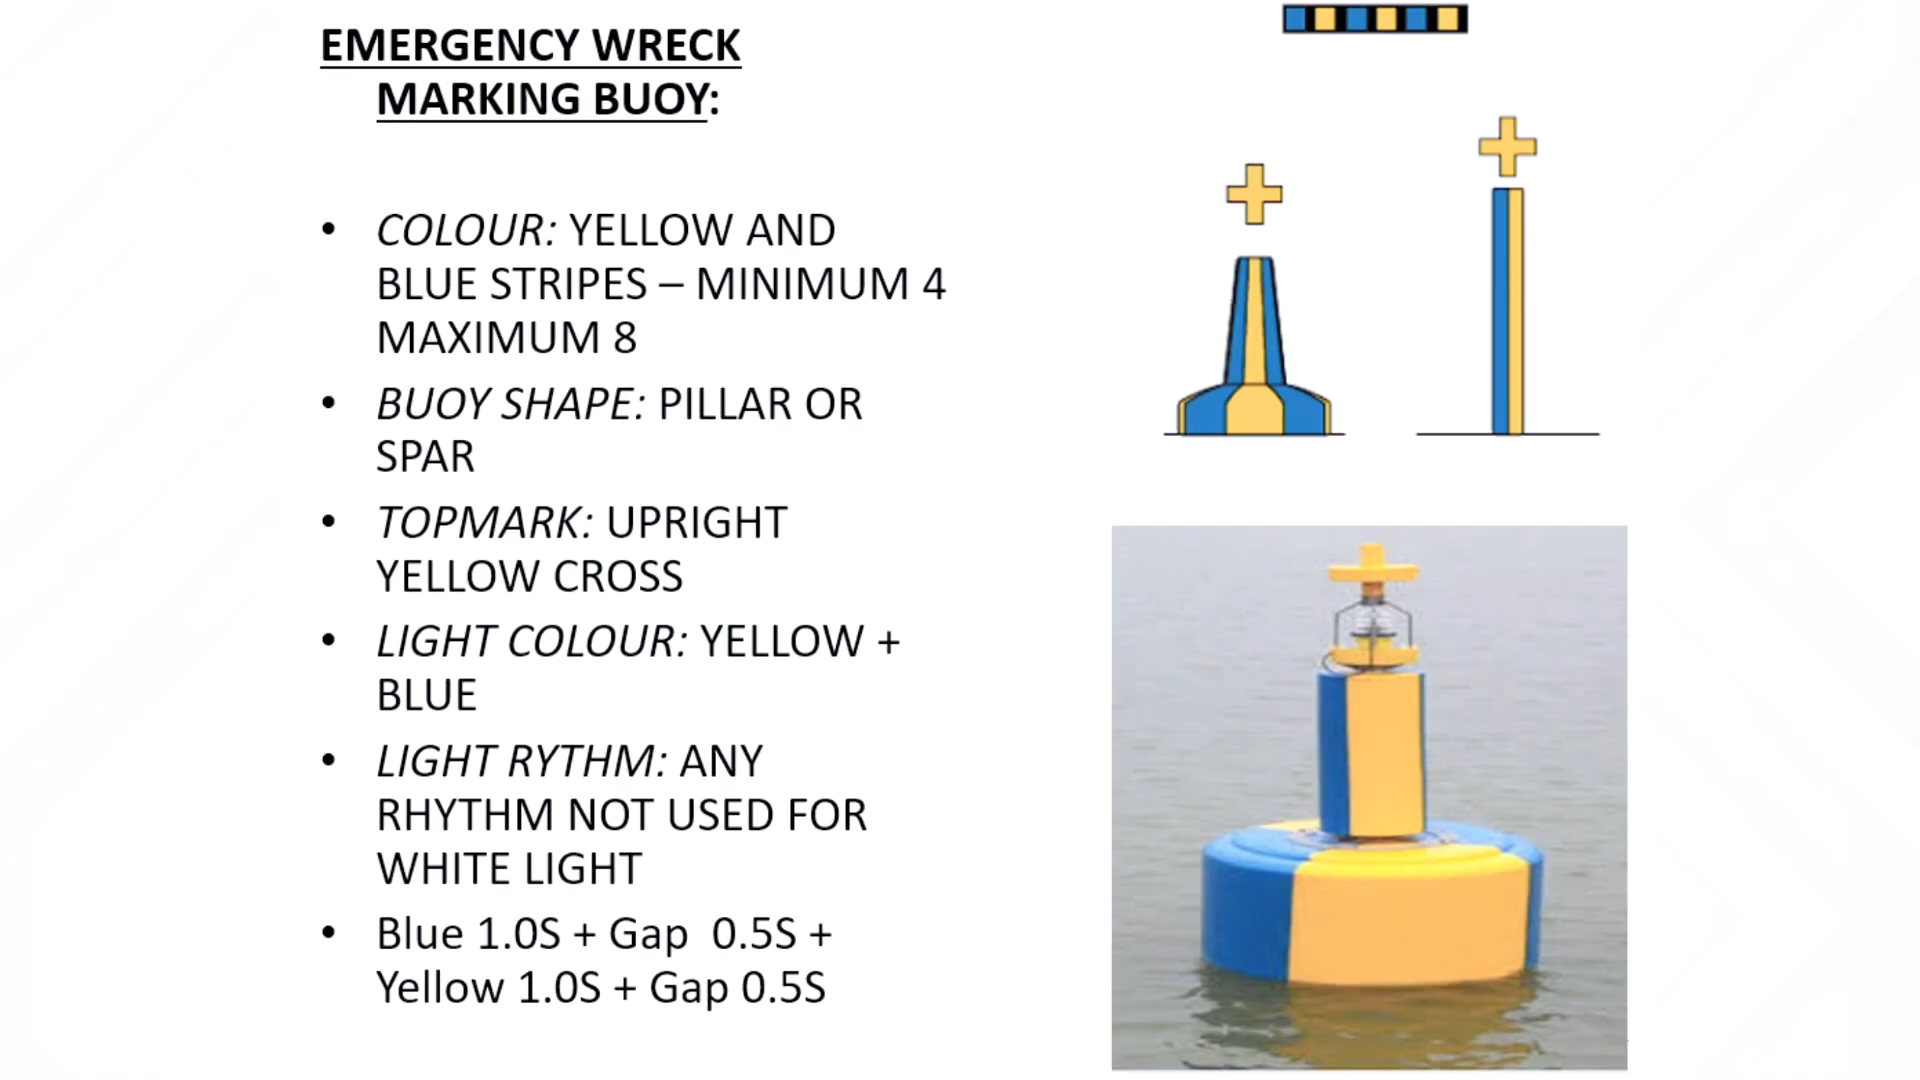 EMERGENCY WRECK
MARKING BUOY:
• COLOUR: YELLOW AND
BLUE STRIPES – MINIMUM 4
MAXIMUM 8
• BUOY SHAPE: PILLAR OR
SPAR
• TOPMARK: UPRIGHT
YELLOW CROSS
• LIGHT COLOUR: YELLOW +
BLUE
• LIGHT RYTHM: ANY
RHYTHM NOT USED FOR
WHITE LIGHT
• Blue 1.0S + Gap  0.5S +
Yellow 1.0S + Gap 0.5S